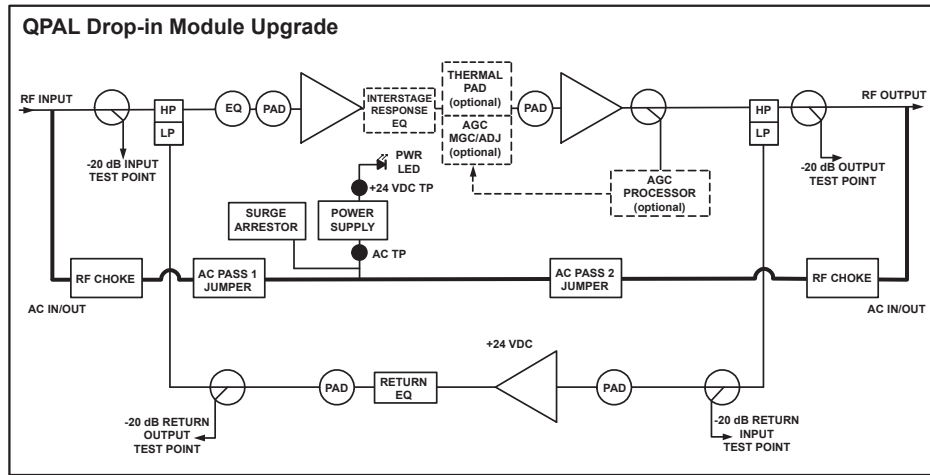 QPAL Drop-in Module Upgrade
RF INPUT
HP
LP
-20 dB INPUT
TEST POINT
EQ
PAD
INTERSTAGE
RESPONSE
EQ
THERMAL
PAD
(optional)
AGC
MGC/ADJ
(optional)
PAD
HP
LP
RF OUTPUT
-20 dB OUTPUT
TEST POINT
AGC
PROCESSOR
(optional)
PWR
LED
+24 VDC TP
SURGE
ARRESTOR
POWER
SUPPLY
AC TP
RF CHOKE
AC PASS 1
JUMPER
AC PASS 2
JUMPER
RF CHOKE
AC IN/OUT
AC IN/OUT
+24 VDC
PAD
RETURN
EQ
PAD
-20 dB RETURN
OUTPUT
TEST POINT
-20 dB RETURN
INPUT
TEST POINT